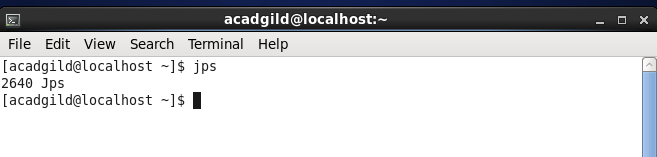 acadgild@localhost:~
File Edit View Search Terminal Help
[acadgild@localhost ~]$ jps
2640 Jps
[acadgild@localhost ~]$